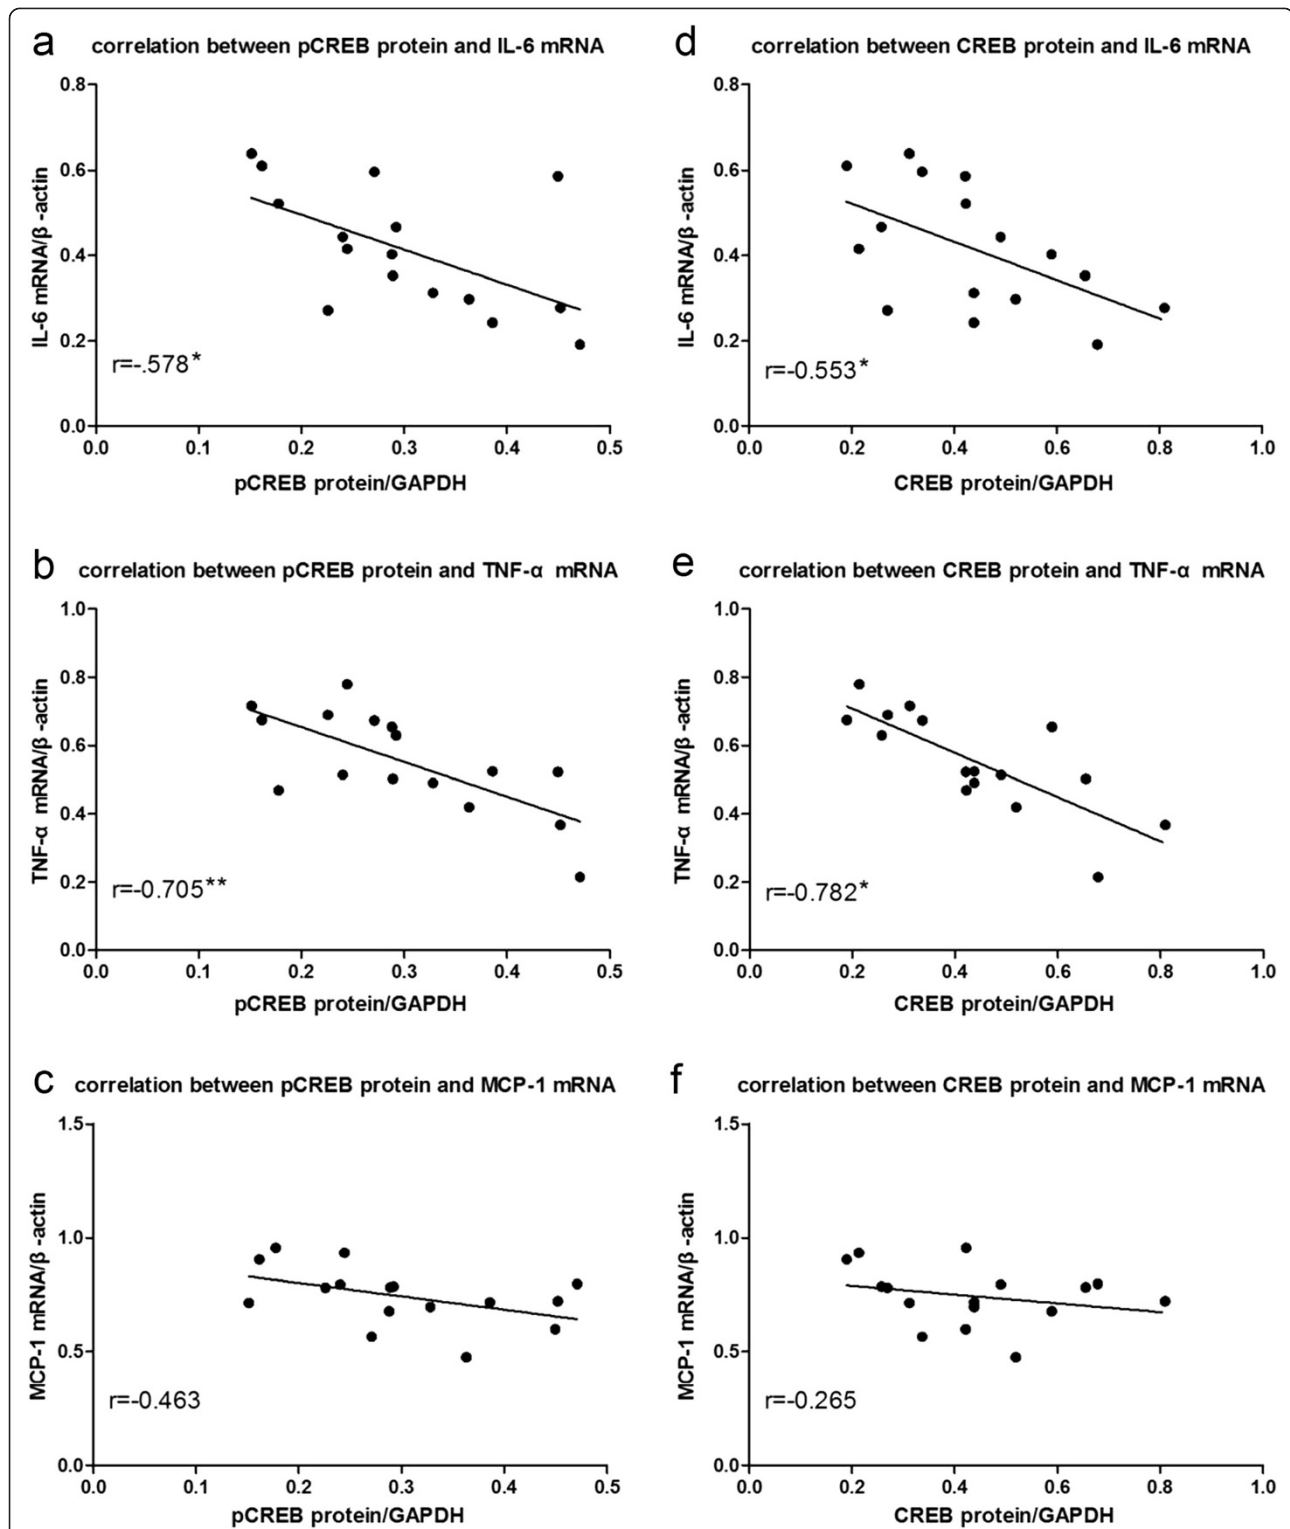 a correlation between pCREB protein and IL-6 mRNA
IL-6 mRNA/β -actin
0.8
0.6
0.4
0.2
0.0
r=-.578*
0.0 0.1 0.2 0.3 0.4 0.5
pCREB protein/GAPDH
d correlation between CREB protein and IL-6 mRNA
IL-6 mRNA/β -actin
0.8
0.6
0.4
0.2
0.0
r=-0.553*
0.0 0.2 0.4 0.6 0.8 1.0
CREB protein/GAPDH
b correlation between pCREB protein and TNF-α mRNA
TNF-α mRNA/β -actin
1.0
0.8
0.6
0.4
0.2
0.0
r=-0.705**
0.0 0.1 0.2 0.3 0.4 0.5
pCREB protein/GAPDH
e correlation between CREB protein and TNF-α mRNA
TNF-α mRNA/β -actin
1.0
0.8
0.6
0.4
0.2
0.0
r=-0.782*
0.0 0.2 0.4 0.6 0.8 1.0
CREB protein/GAPDH
c correlation between pCREB protein and MCP-1 mRNA
MCP-1 mRNA/β -actin
1.5
1.0
0.5
0.0
r=-0.463
0.0 0.1 0.2 0.3 0.4 0.5
pCREB protein/GAPDH
f correlation between CREB protein and MCP-1 mRNA
MCP-1 mRNA/β -actin
1.5
1.0
0.5
0.0
r=-0.265
0.0 0.2 0.4 0.6 0.8 1.0
CREB protein/GAPDH